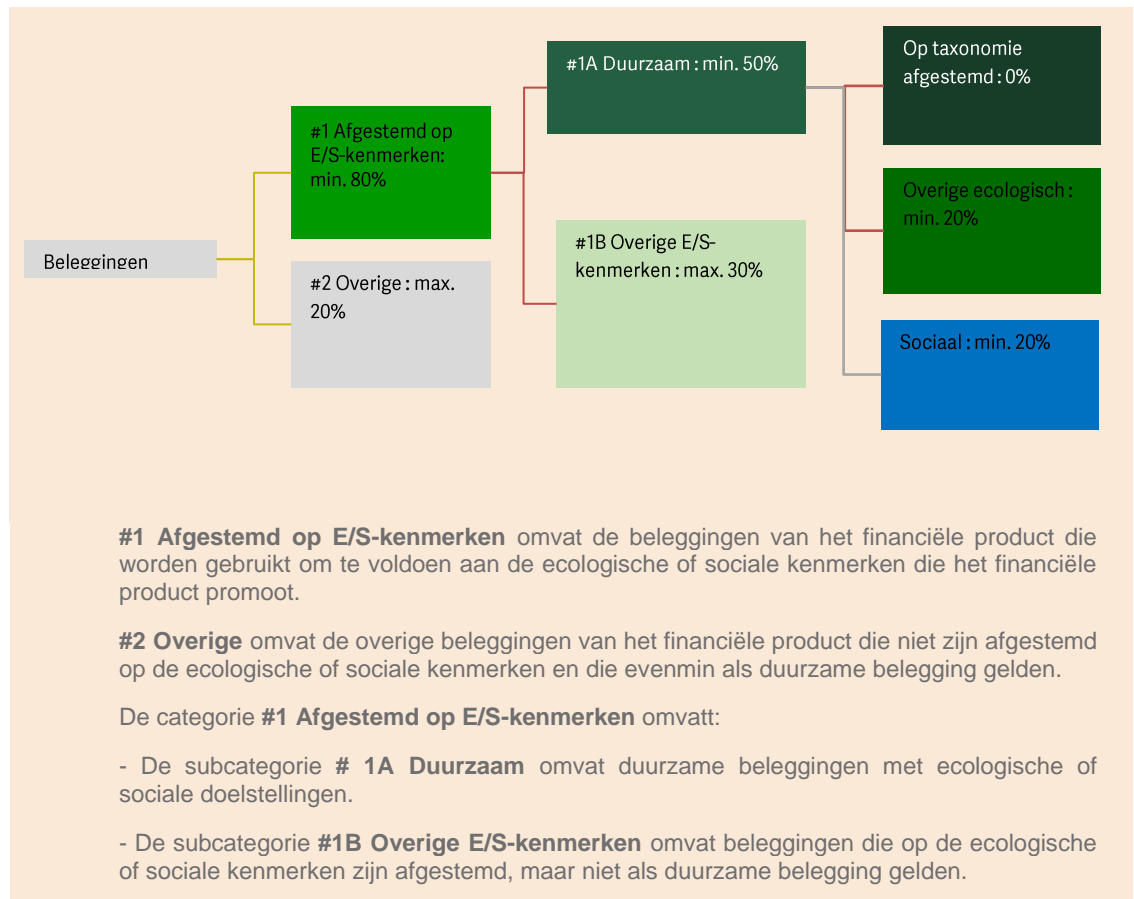 #1A Duurzaam : min. 50%
Op taxonomie
afgestemd : 0%
#1 Afgestemd op
E/S-kenmerken:
min. 80%
Overige ecologisch :
min. 20%
#1B Overige E/S-
kenmerken : max. 30%
Beleggingen
#2 Overige : max.
20%
Sociaal : min. 20%
#1 Afgestemd op E/S-kenmerken omvat de beleggingen van het financiële product die
worden gebruikt om te voldoen aan de ecologische of sociale kenmerken die het financiële
product promoot.
#2 Overige omvat de overige beleggingen van het financiële product die niet zijn afgestemd
op de ecologische of sociale kenmerken en die evenmin als duurzame belegging gelden.
De categorie #1 Afgestemd op E/S-kenmerken omvatt:
- De subcategorie # 1A Duurzaam omvat duurzame beleggingen met ecologische of
sociale doelstellingen.
- De subcategorie #1B Overige E/S-kenmerken omvat beleggingen die op de ecologische
of sociale kenmerken zijn afgestemd, maar niet als duurzame belegging gelden.